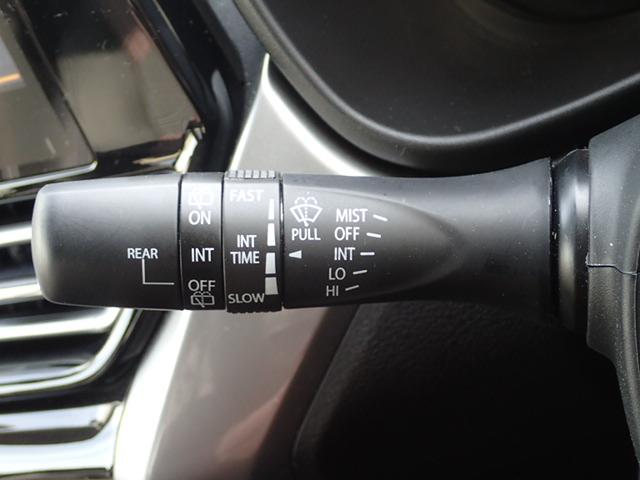 REAR
ON
INT
OFF
FAST
INT
TIME
SLOW
PULL
MIST
OFF
INT
LO
HI